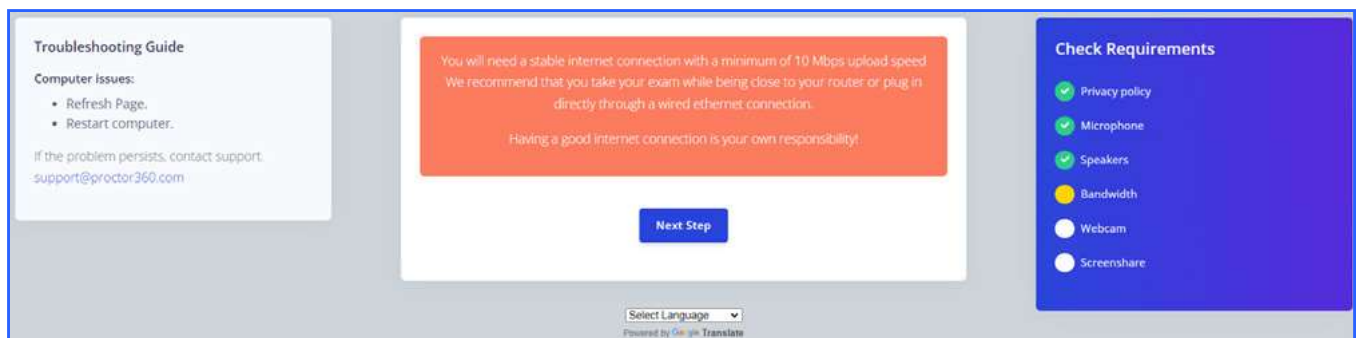 Troubleshooting Guide
Computer issues:
• Refresh Page.
• Restart computer.
If the problem persists, contact support.
support@proctor360.com
You will need a stable internet connection with a minimum of 10 Mbps upload speed
We recommend that you take your exam while being close to your router or plug in
directly through a wired ethernet connection.
Having a good internet connection is your own responsibility!
Next Step
Select Language
Powered by Google Translate
Check Requirements
Privacy policy
Microphone
Speakers
Bandwidth
Webcam
Screenshare